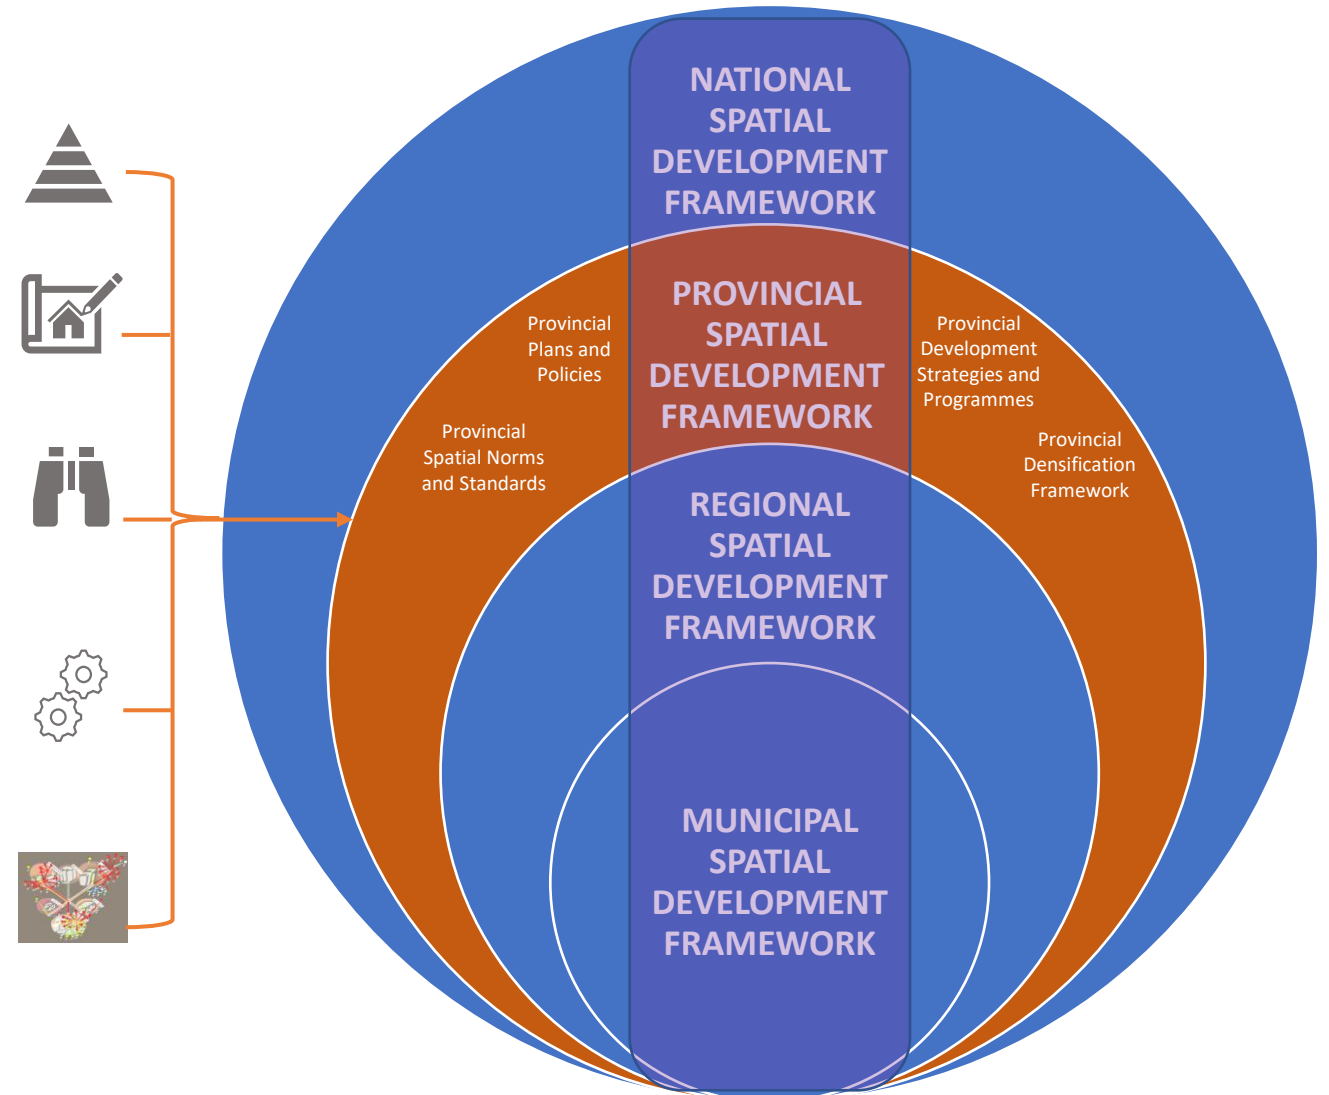 NATIONAL
SPATIAL
DEVELOPMENT
FRAMEWORK
PROVINCIAL
SPATIAL
DEVELOPMENT
FRAMEWORK
Provincial
Plans and
Policies
Provincial
Development
Strategies and
Programmes
Provincial
Spatial Norms
and Standards
Provincial
Densification
Framework
REGIONAL
SPATIAL
DEVELOPMENT
FRAMEWORK
MUNICIPAL
SPATIAL
DEVELOPMENT
FRAMEWORK